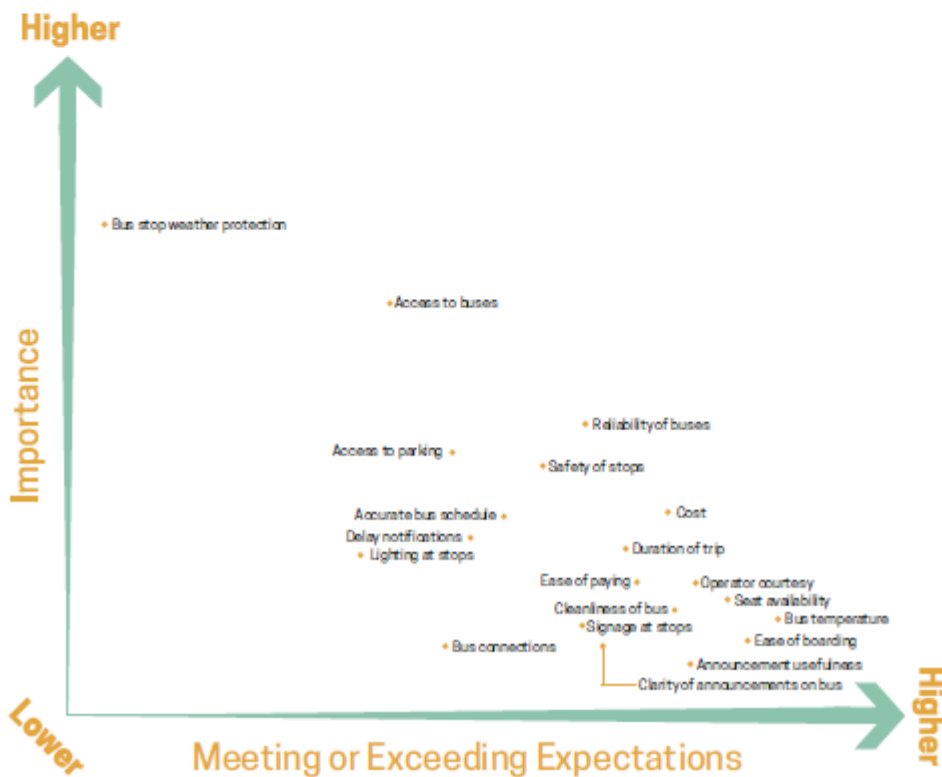 Higher
Bus stop weather protection
Access to buses
Reliability of buses
Access to parking
Safety of stops
Accurate bus schedule
Cost
Delay notifications
Duration of trip
Lighting at stops
Ease of paying
Operator courtesy
Seat availability
Cleanliness of bus
Bus temperature
Signage at stops
Ease of boarding
Bus connections
Announcement usefulness
Clarity of announcements on bus
Importance
Lower
Meeting or Exceeding Expectations
Higher